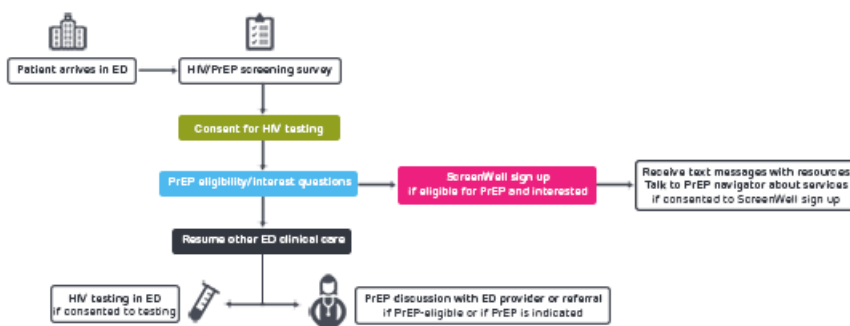 Patient arrives in ED
HIV/PrEP screening survey
Consent for HIV testing
PrEP eligibility/interest questions
ScreenWell sign up
if eligible for PrEP and interested
Receive text messages with resources
Talk to PrEP navigator about services
if consented to ScreenWell sign up
Resume other ED clinical care
HIV testing in ED
if consented to testing
PrEP discussion with ED provider or referral
if PrEP-eligible or if PrEP is indicated